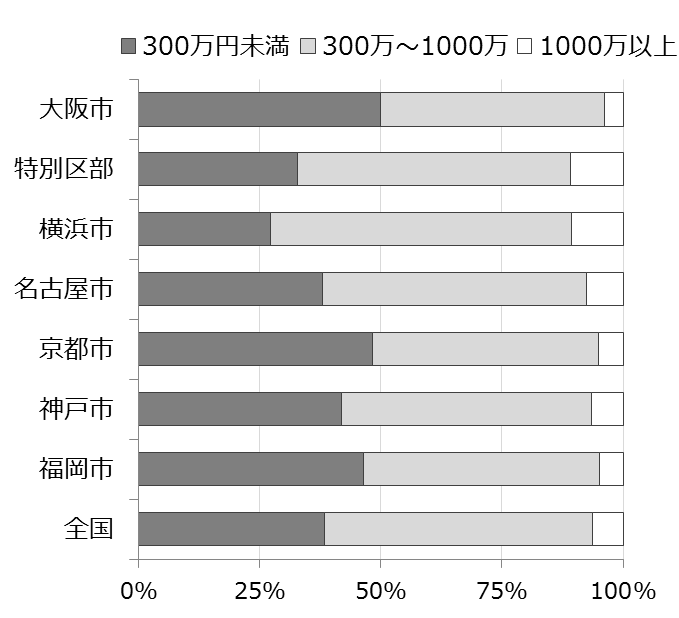 300万円未満 300万～1000万 1000万以上
大阪市
特別区部
横浜市
名古屋市
京都市
神戸市
福岡市
全国
0% 25% 50% 75% 100%